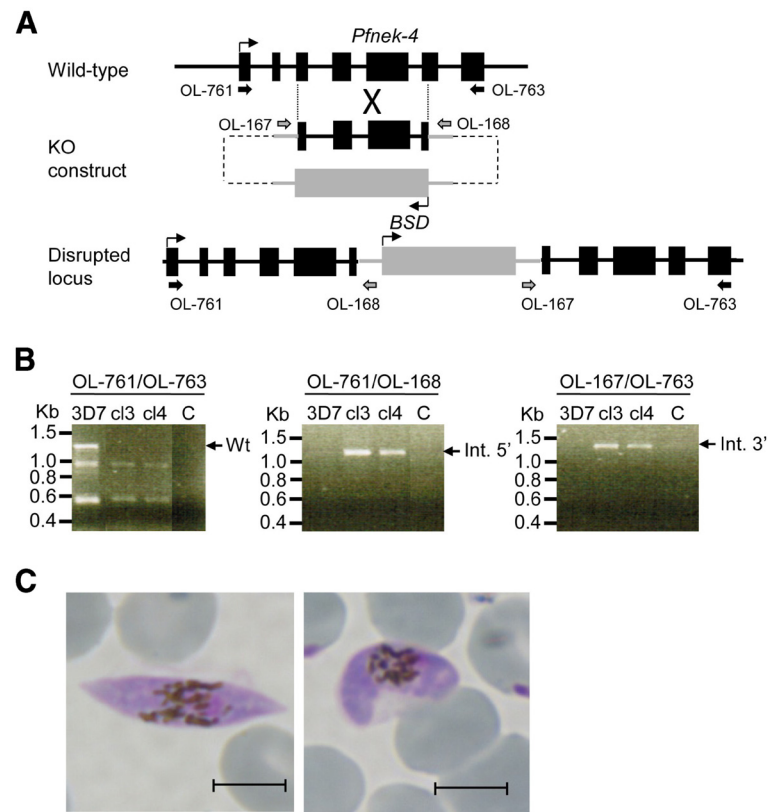 A
Pfnek-4
Wild-type
OL-761
OL-763
OL-167
OL-168
KO
construct
BSD
Disrupted
locus
OL-761
OL-168
OL-167
OL-763
B
OL-761/OL-763
OL-761/OL-168
OL-167/OL-763
Kb 3D7 cl3 cl4 C
1.5
Wt
1.0
0.8
0.6
0.4
Kb 3D7 cl3 cl4 C
1.5
Int. 5’
1.0
0.8
0.6
0.4
Kb 3D7 cl3 cl4 C
1.5
Int. 3’
1.0
0.8
0.6
0.4
C